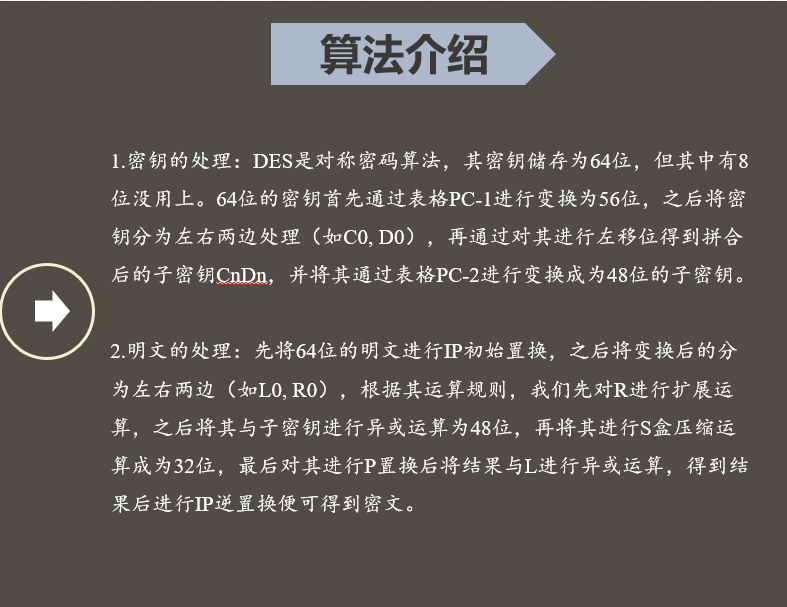 算法介绍
1.密钥的处理：DES是对称密码算法，其密钥储存为64位，但其中有8
位没用上。64位的密钥首先通过表格PC-1进行变换为56位，之后将密
钥分为左右两边处理（如C0, D0），再通过对其进行左移位得到拼合
后的子密钥CnDn，并将其通过表格PC-2进行变换成为48位的子密钥。
2.明文的处理：先将64位的明文进行IP初始置换，之后将变换后的分
为左右两边（如L0, R0），根据其运算规则，我们先对R进行扩展运
算，之后将其与子密钥进行异或运算为48位，再将其进行S盒压缩运
算成为32位，最后对其进行P置换后将结果与L进行异或运算，得到结
果后进行IP逆置换便可得到密文。